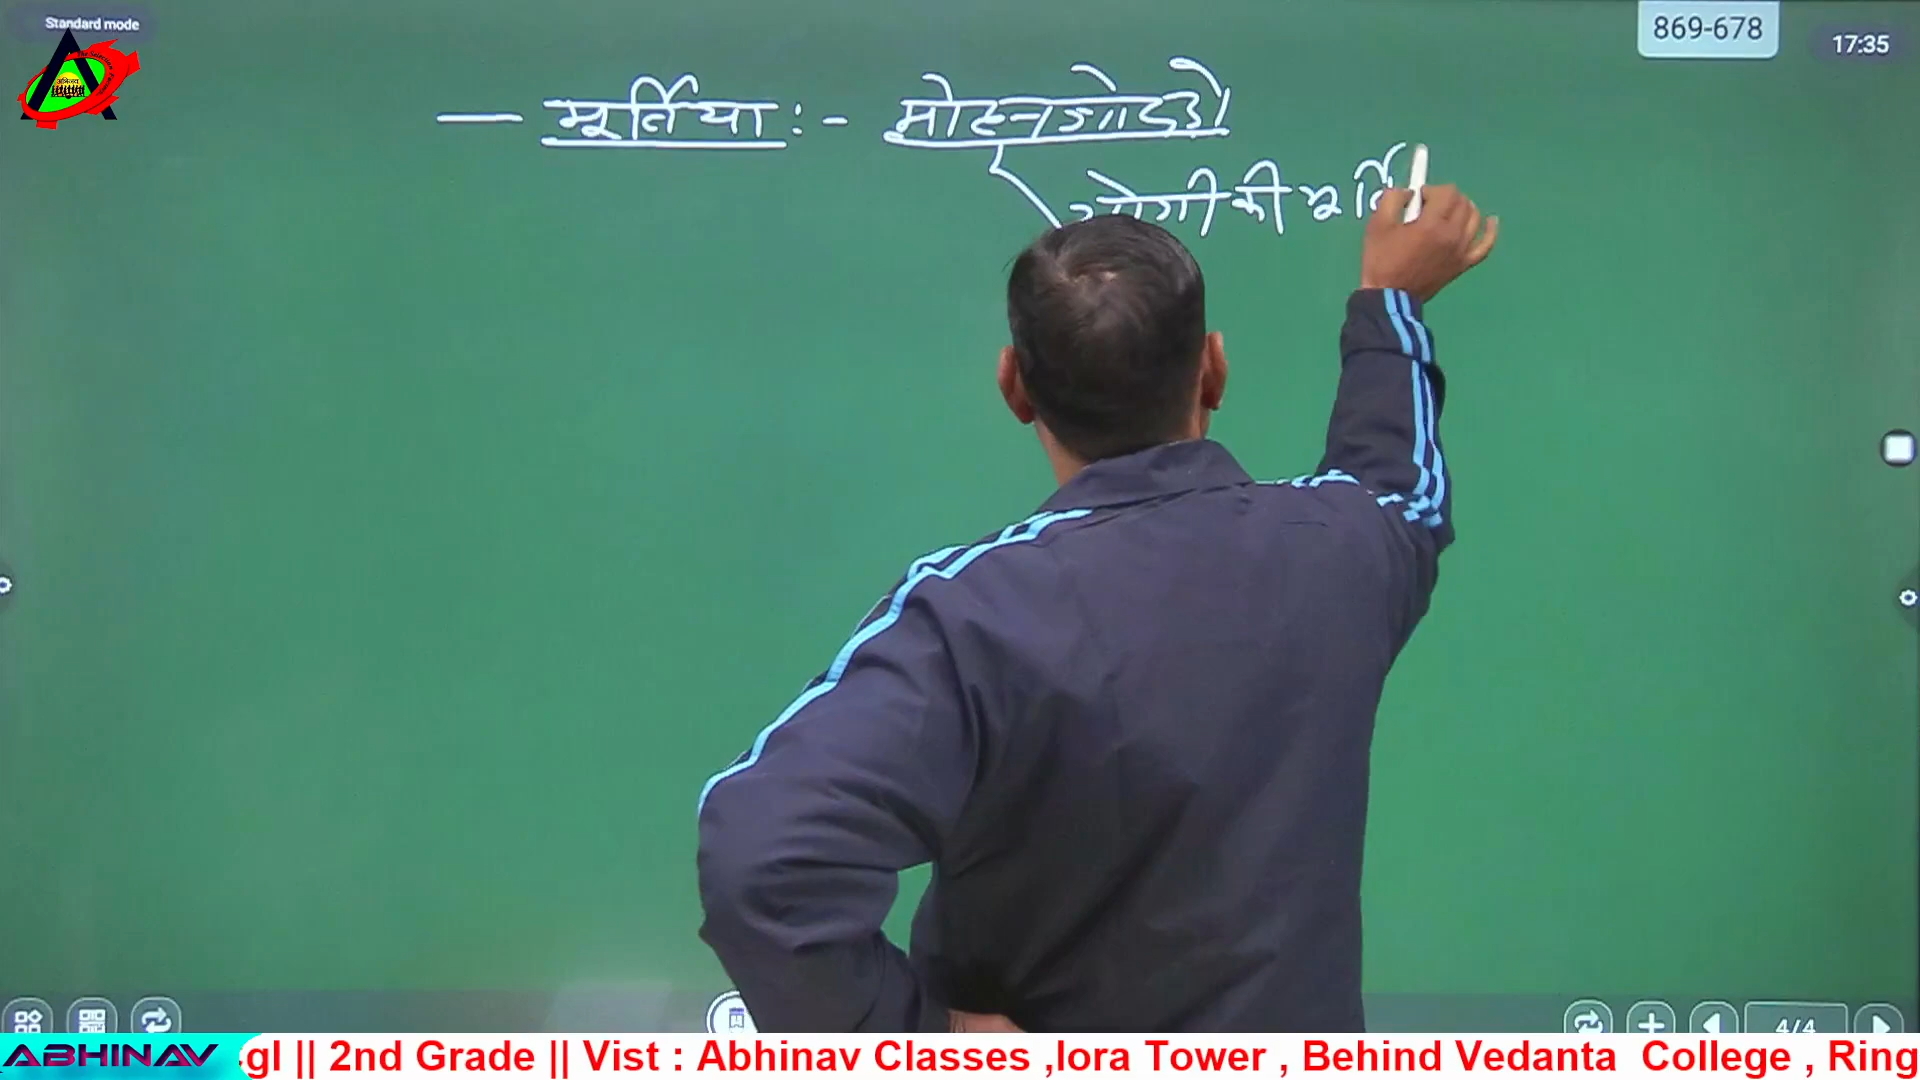 Standard mode
869-678
17:35
— मूर्तिया :- मोहनजोदड़ो
योगी की मूर्ति
4/4
ABHINAV gl || 2nd Grade || Vist : Abhinav Classes ,Iora Tower , Behind Vedanta College , Ring